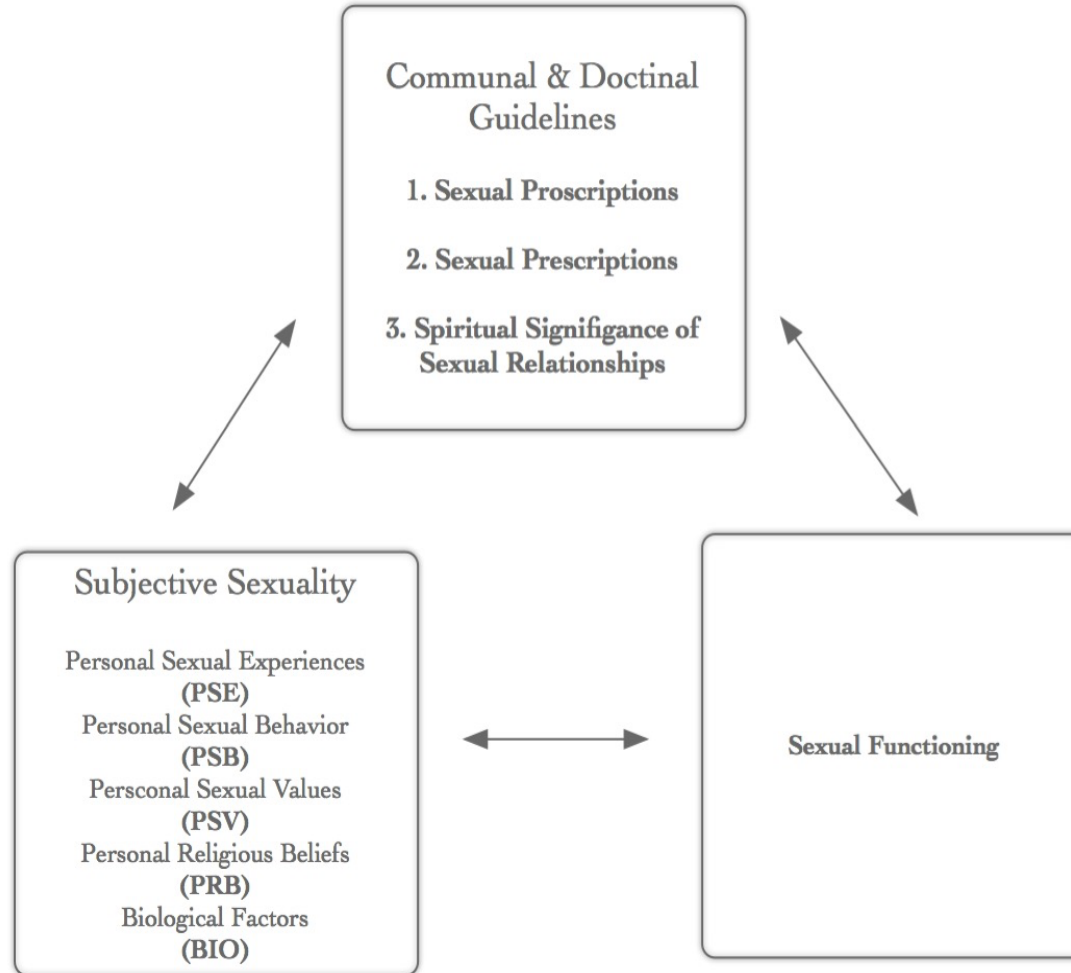 Communal & Doctinal
Guidelines
1. Sexual Proscriptions
2. Sexual Prescriptions
3. Spiritual Signifigance of
Sexual Relationships
Subjective Sexuality
Personal Sexual Experiences
(PSE)
Personal Sexual Behavior
(PSB)
Persconal Sexual Values
(PSV)
Personal Religious Beliefs
(PRB)
Biological Factors
(BIO)
Sexual Functioning